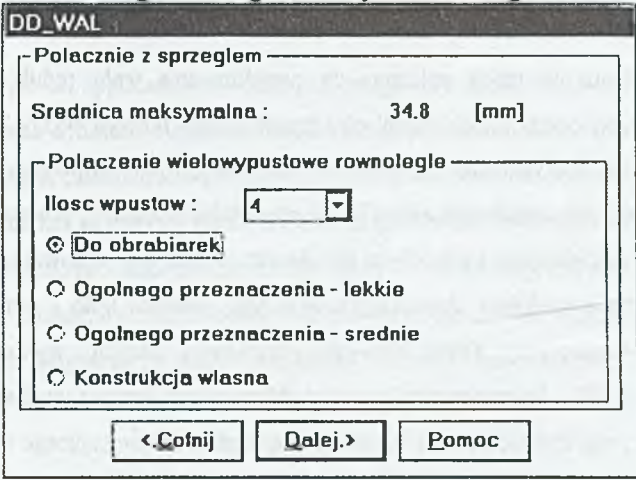 DD_WAL
Polacznie z sprzeglem
Srednica maksymalna : 34.8 [mm]
Polaczenie wielowypustowe rownolegle
Ilosc wpustow : 4
Do obrabiarek
Ogolnego przeznaczenia - lekkie
Ogolnego przeznaczenia - srednie
Konstrukcja wlasna
<.Cofnij Dalej.> Pomoc